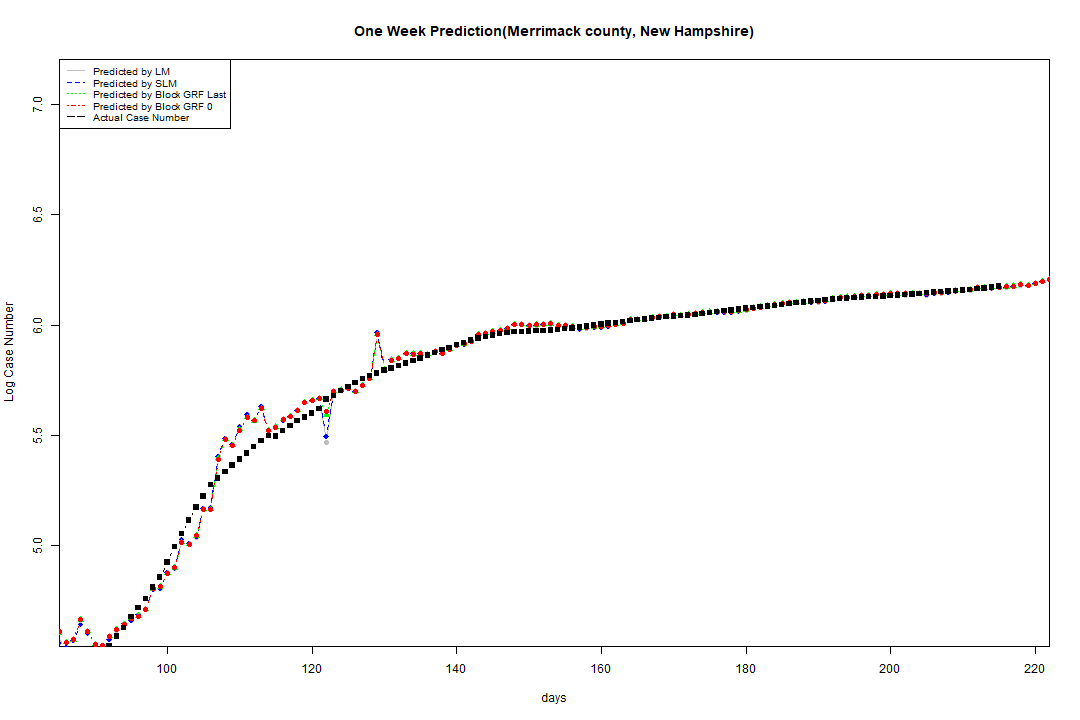 One Week Prediction(Merrimack county, New Hampshire)
Predicted by LM
Predicted by SLM
Predicted by Block GRF Last
Predicted by Block GRF 0
Actual Case Number
7.0
6.5
6.0
5.5
5.0
Log Case Number
100 120 140 160 180 200 220
days